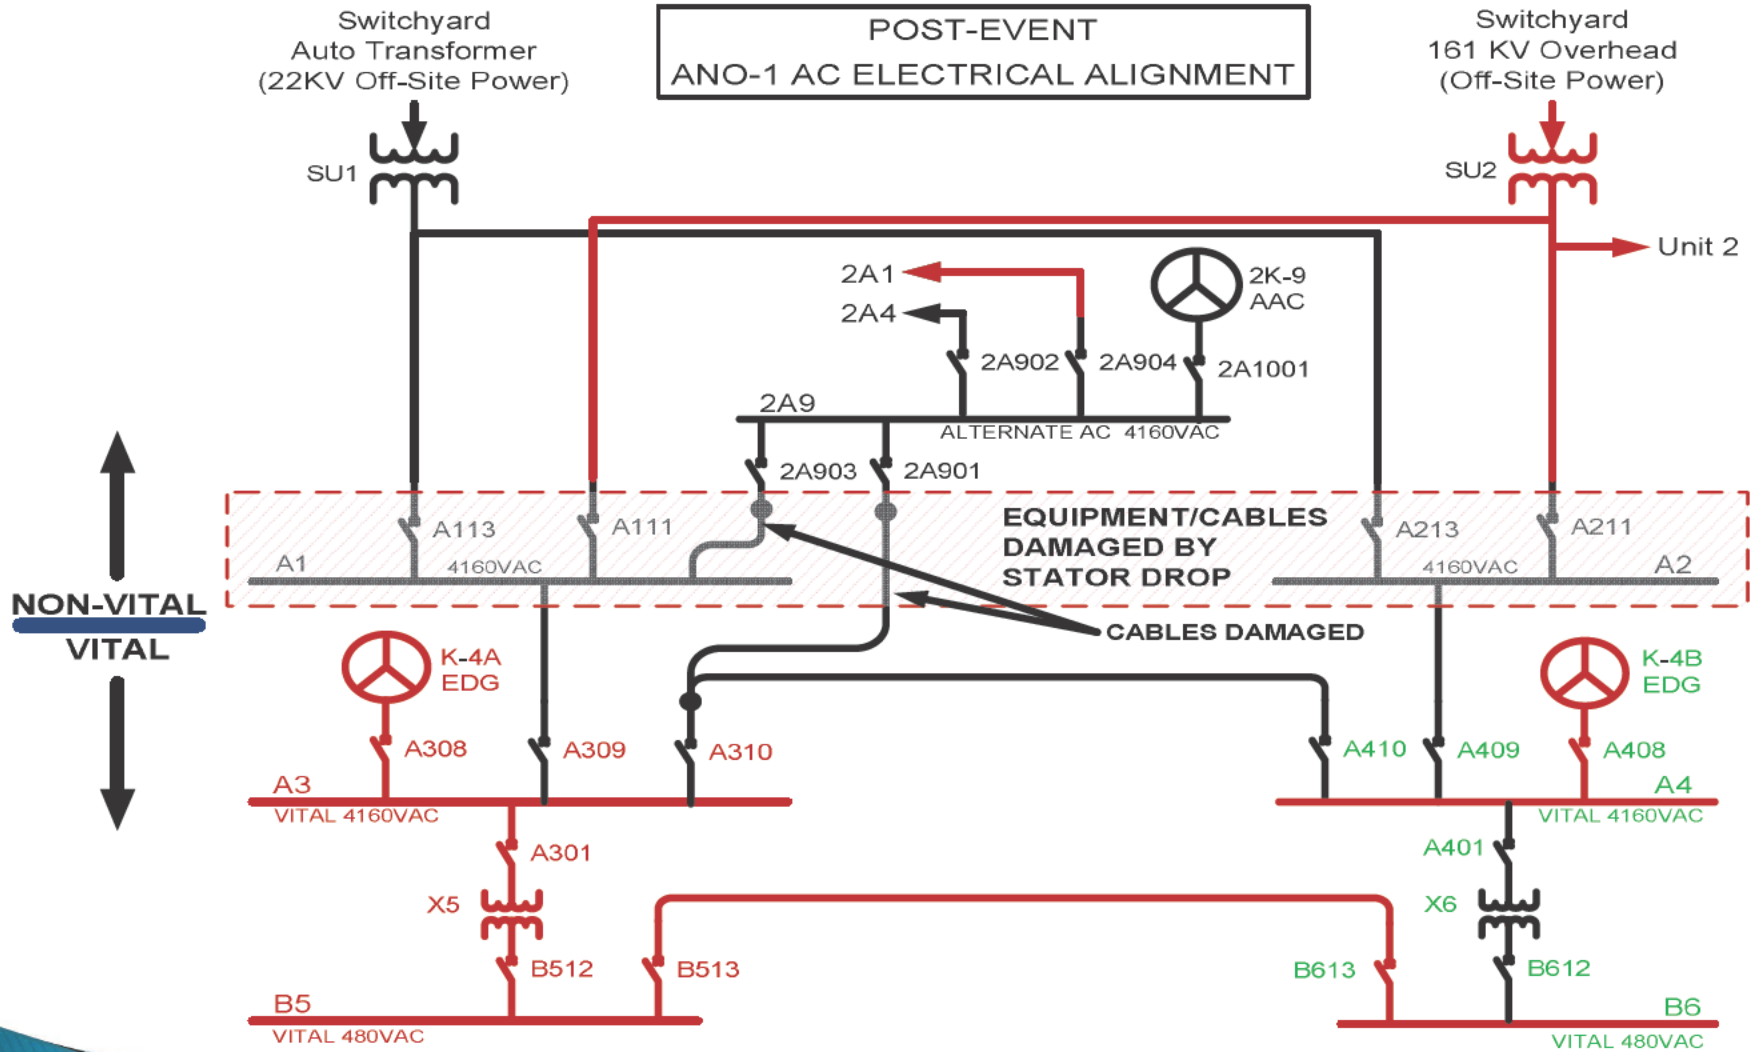 Switchyard
Auto Transformer
(22KV Off-Site Power)
POST-EVENT
ANO-1 AC ELECTRICAL ALIGNMENT
Switchyard
161 KV Overhead
(Off-Site Power)
SU1
SU2
Unit 2
2A1
2A4
2K-9
AAC
2A902
2A904
2A1001
2A9
ALTERNATE AC 4160VAC
2A903
2A901
A113
A111
EQUIPMENT/CABLES
DAMAGED BY
STATOR DROP
A213
A211
A1
4160VAC
4160VAC
A2
NON-VITAL
VITAL
CABLES DAMAGED
K-4A
EDG
K-4B
EDG
A308
A309
A310
A410
A409
A408
A3
VITAL 4160VAC
A4
VITAL 4160VAC
A301
A401
X5
X6
B512
B513
B613
B612
B5
VITAL 480VAC
B6
VITAL 480VAC